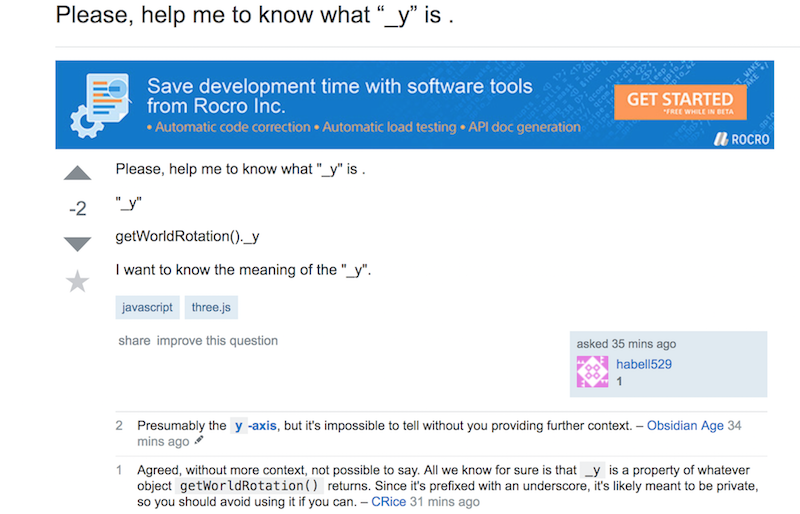 Please, help me to know what “_y” is .
Save development time with software tools
from Rocro Inc.
• Automatic code correction • Automatic load testing • API doc generation
GET STARTED
*FREE WHILE IN BETA
ROCRO
Please, help me to know what "_y" is .
-2
"_y"
getWorldRotation()._y
I want to know the meaning of the "_y".
javascript three.js
share improve this question
asked 35 mins ago
habell529
1
2 Presumably the y -axis, but it's impossible to tell without you providing further context. – Obsidian Age 34
mins ago
1 Agreed, without more context, not possible to say. All we know for sure is that _y is a property of whatever
object getWorldRotation() returns. Since it's prefixed with an underscore, it's likely meant to be private,
so you should avoid using it if you can. – CRice 31 mins ago